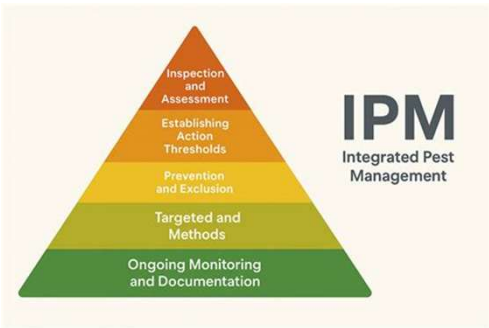 Inspection
and
Assessment
Establishing
Action
Thresholds
Prevention
and Exclusion
Targeted and
Methods
Ongoing Monitoring
and Documentation
IPM
Integrated Pest
Management